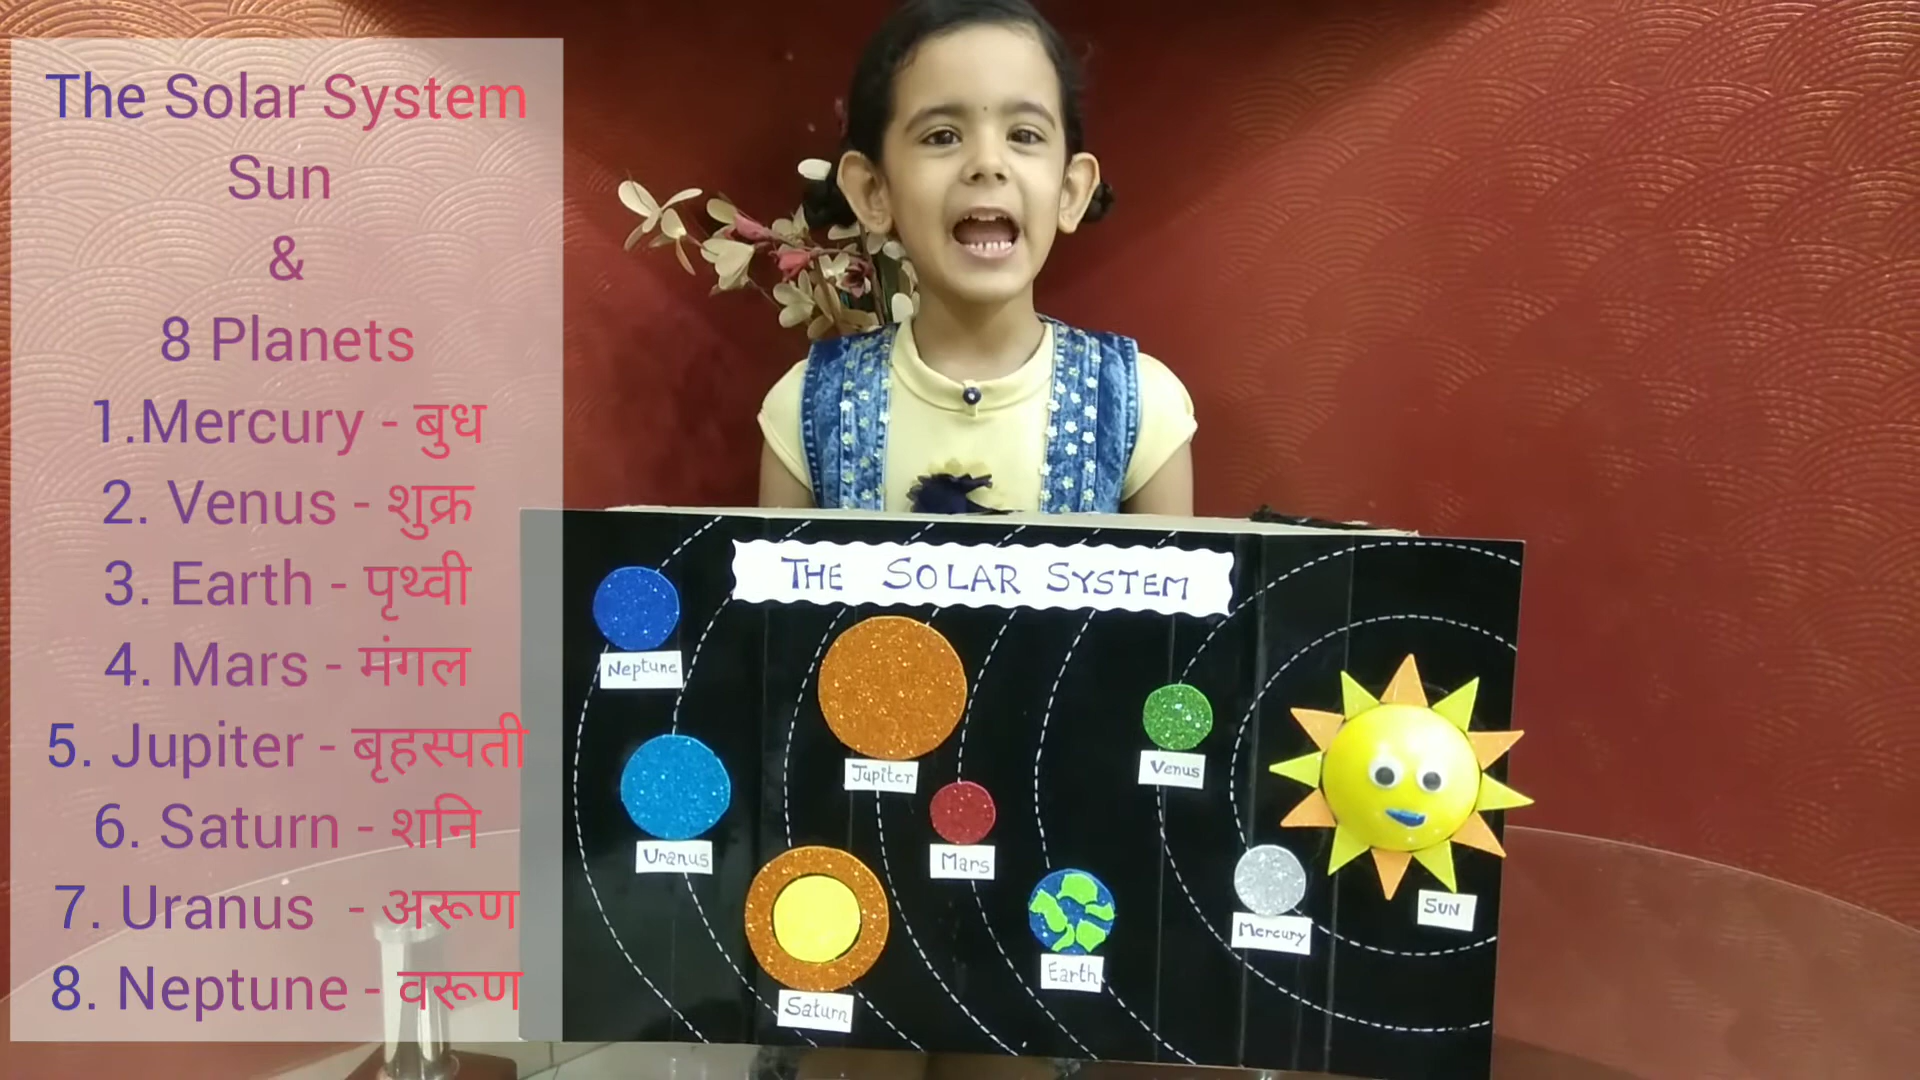 The Solar System
Sun
&
8 Planets
1.Mercury - बुध
2. Venus - शुक्र
3. Earth - पृथ्वी
4. Mars - मंगल
5. Jupiter - बृहस्पती
6. Saturn - शनि
7. Uranus - अरूण
8. Neptune - वरूण
THE SOLAR SYSTEM
Neptune
Jupiter
Venus
Uranus
Mars
SUN
Mercury
Earth
Saturn